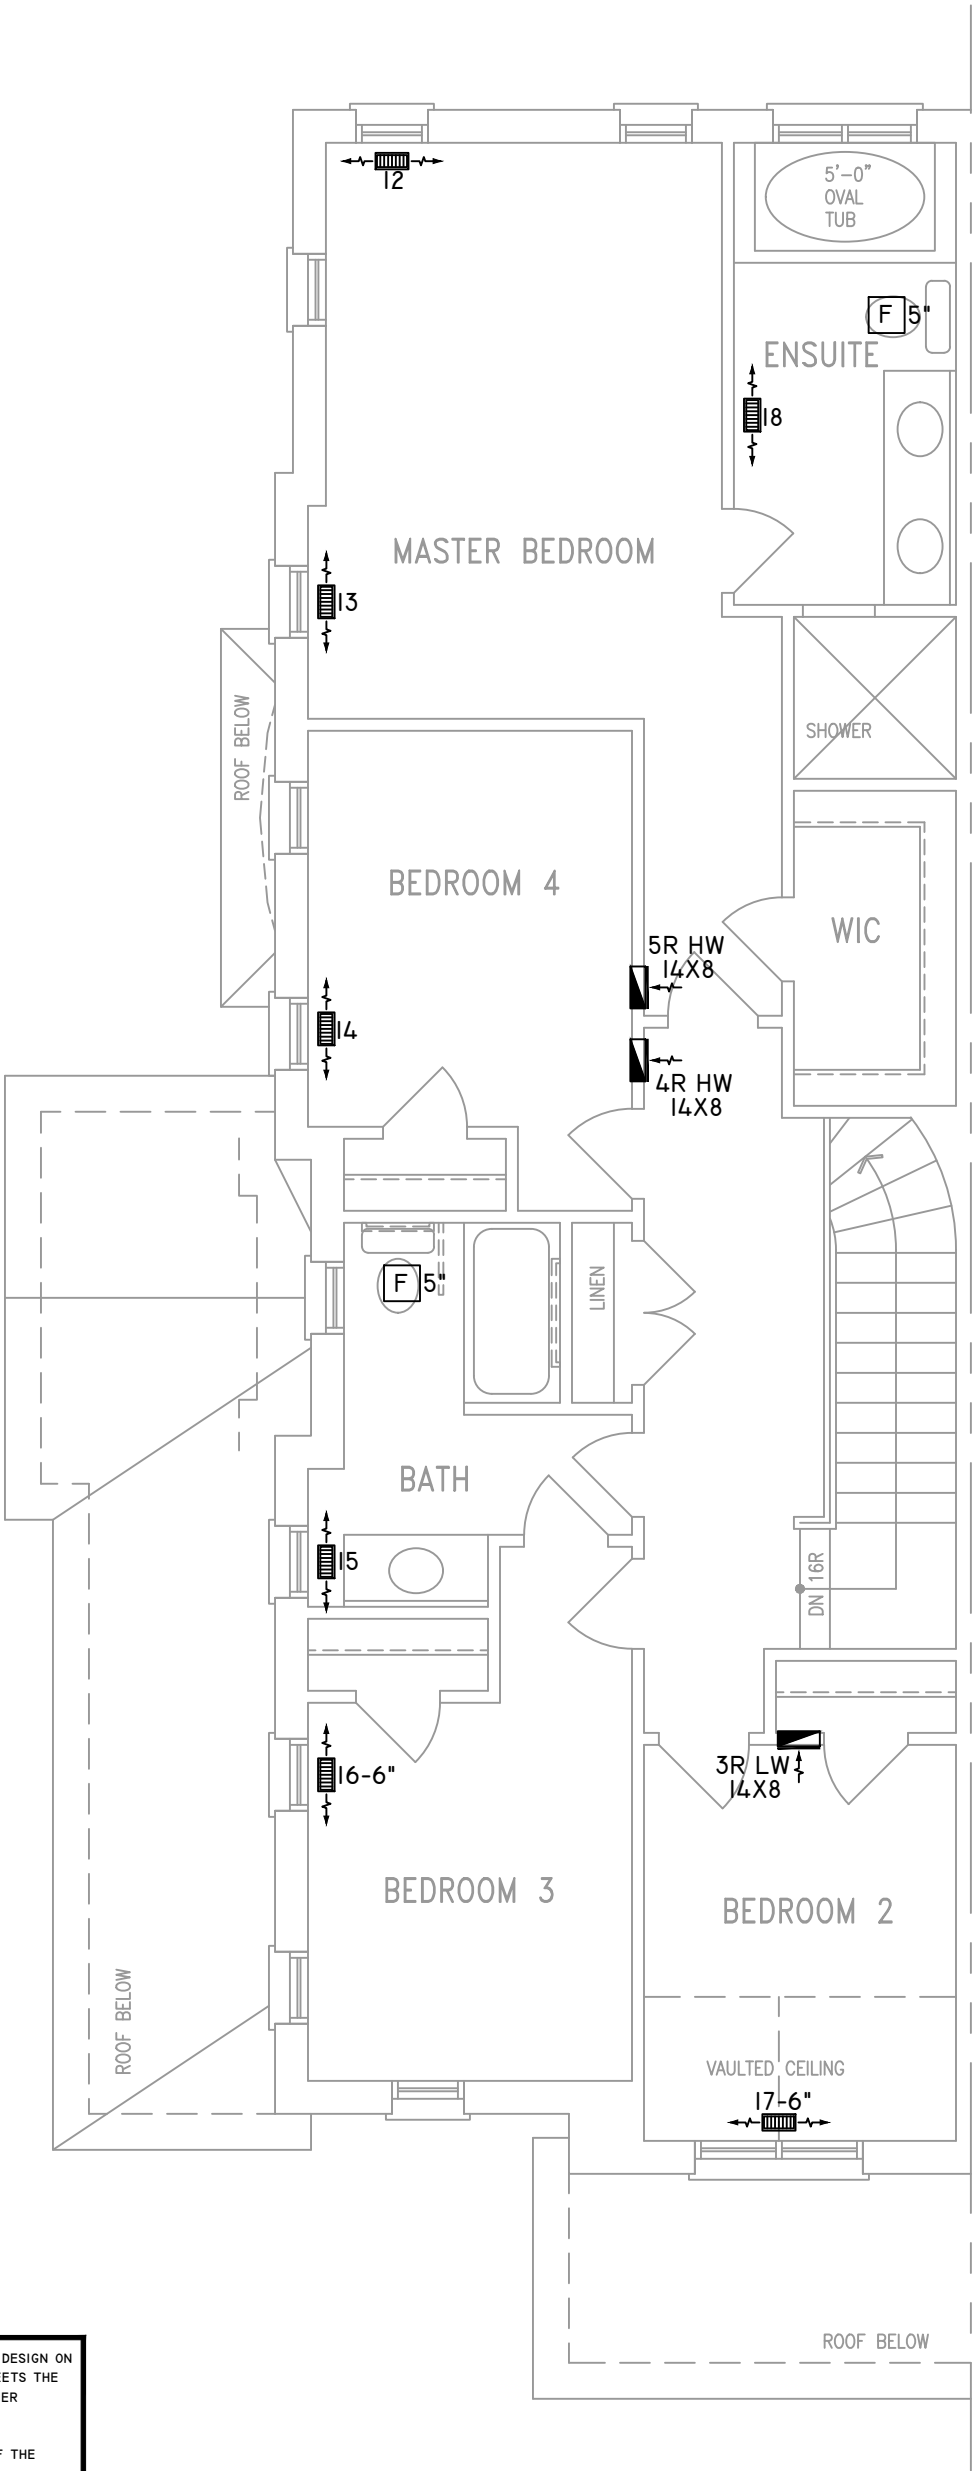 12
5'-0"
OVAL
TUB
F 5"
ENSUITE
18
MASTER BEDROOM
13
ROOF BELOW
SHOWER
BEDROOM 4
WIC
5R HW
14X8
14
4R HW
14X8
F 5"
LINEN
BATH
15
DN 16R
3R LW
14X8
16-6"
BEDROOM 3
BEDROOM 2
ROOF BELOW
VAULTED CEILING
17-6"
ROOF BELOW
DESIGN ON
THE
THE